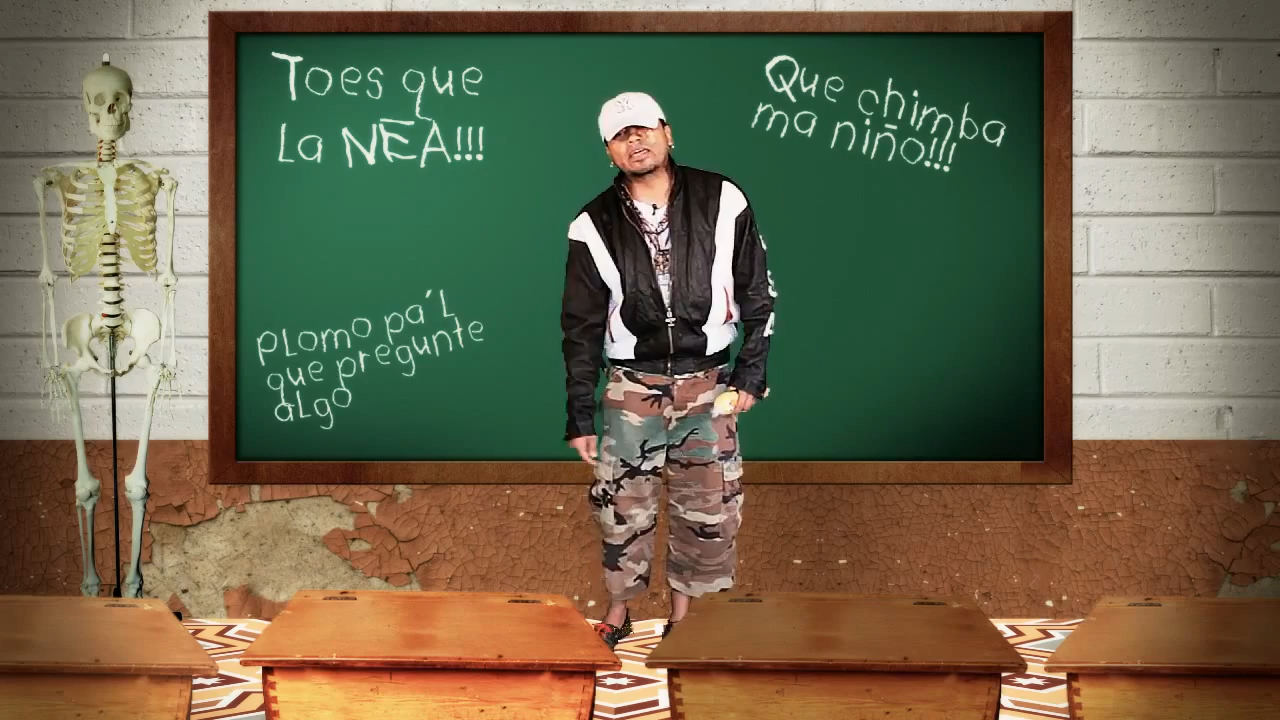 Toes que
La NEA!!!
Que chimba
ma niño!!!
pLomo pa´L
que pregunte
aLgo